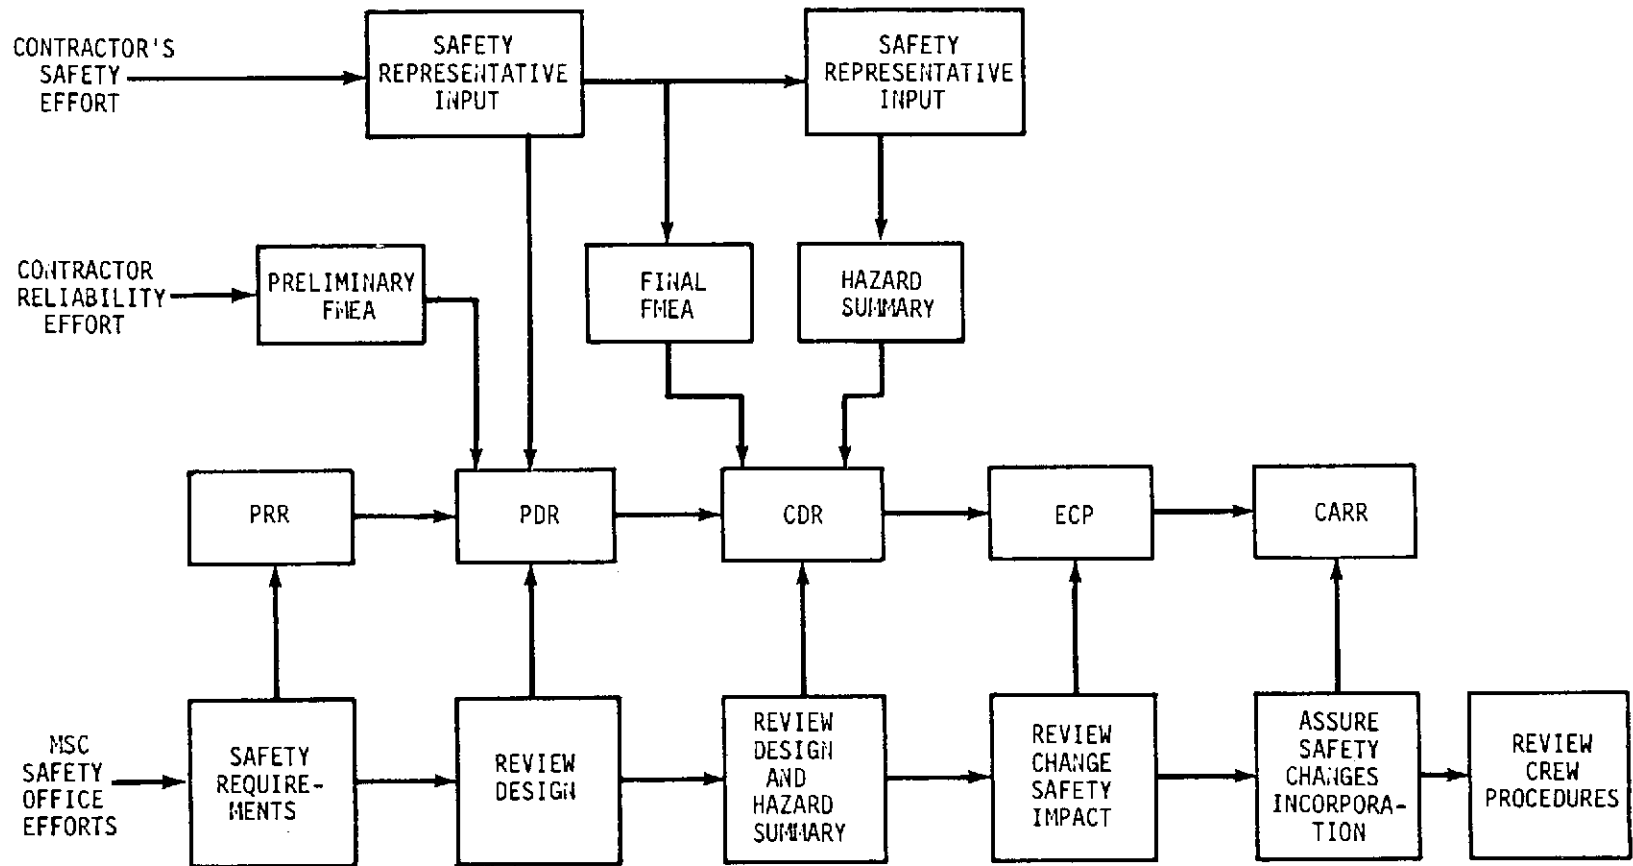 CONTRACTOR'S
SAFETY
EFFORT
SAFETY
REPRESENTATIVE
INPUT
SAFETY
REPRESENTATIVE
INPUT
CONTRACTOR
RELIABILITY
EFFORT
PRELIMINARY
FMEA
FINAL
FMEA
HAZARD
SUMMARY
PRR
PDR
CDR
ECP
CARR
MSC
SAFETY
OFFICE
EFFORTS
SAFETY
REQUIRE-
MENTS
REVIEW
DESIGN
REVIEW
DESIGN
AND
HAZARD
SUMMARY
REVIEW
CHANGE
SAFETY
IMPACT
ASSURE
SAFETY
CHANGES
INCORPORA-
TION
REVIEW
CREW
PROCEDURES